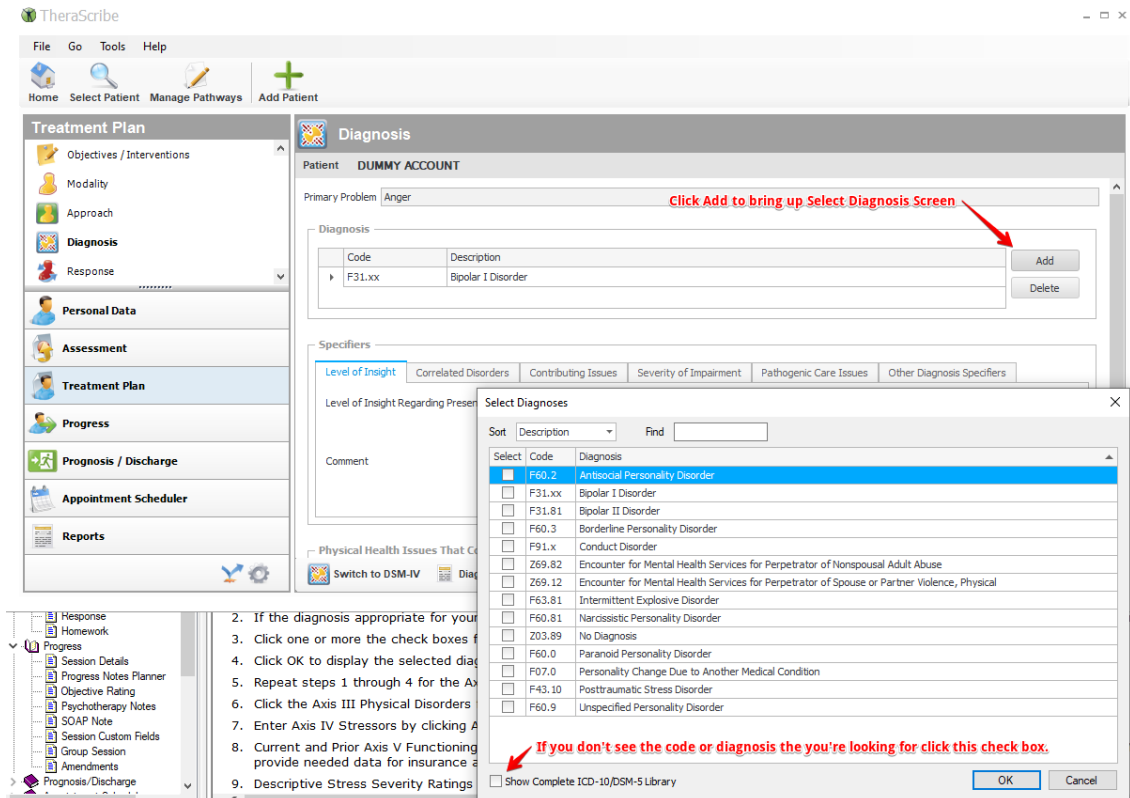 TheraScribe
File Go Tools Help
Home Select Patient Manage Pathways Add Patient
Treatment Plan
Objectives / Interventions
Modality
Approach
Diagnosis
Response
Personal Data
Assessment
Treatment Plan
Progress
Prognosis / Discharge
Appointment Scheduler
Reports
Diagnosis
Patient DUMMY ACCOUNT
Primary Problem Anger
Click Add to bring up Select Diagnosis Screen
Diagnosis
Code Description
F31.xx Bipolar I Disorder
Add
Delete
Specifiers
Level of Insight Correlated Disorders Contributing Issues Severity of Impairment Pathogenic Care Issues Other Diagnosis Specifiers
Level of Insight Regarding Presen
Comment
Physical Health Issues That Co
Switch to DSM-IV Diag
Select Diagnoses
Sort Description Find
Select Code Diagnosis
F60.2 Antisocial Personality Disorder
F31.xx Bipolar I Disorder
F31.81 Bipolar II Disorder
F60.3 Borderline Personality Disorder
F91.x Conduct Disorder
Z69.82 Encounter for Mental Health Services for Perpetrator of Nonspousal Adult Abuse
Z69.12 Encounter for Mental Health Services for Perpetrator of Spouse or Partner Violence, Physical
F63.81 Intermittent Explosive Disorder
F60.81 Narcissistic Personality Disorder
Z03.89 No Diagnosis
F60.0 Paranoid Personality Disorder
F07.0 Personality Change Due to Another Medical Condition
F43.10 Posttraumatic Stress Disorder
F60.9 Unspecified Personality Disorder
If you don't see the code or diagnosis the you're looking for click this check box.
Show Complete ICD-10/DSM-5 Library
OK Cancel
Response
Homework
Progress
Session Details
Progress Notes Planner
Objective Rating
Psychotherapy Notes
SOAP Note
Session Custom Fields
Group Session
Amendments
Prognosis/Discharge
2. If the diagnosis appropriate for your
3. Click one or more the check boxes f
4. Click OK to display the selected diag
5. Repeat steps 1 through 4 for the Ax
6. Click the Axis III Physical Disorders
7. Enter Axis IV Stressors by clicking A
8. Current and Prior Axis V Functioning
provide needed data for insurance a
9. Descriptive Stress Severity Ratings